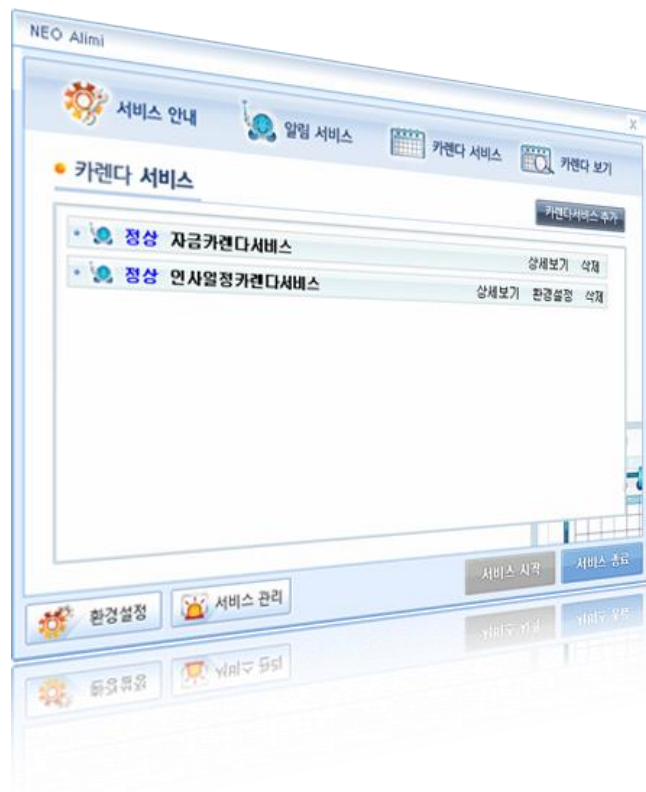 NEO Alimi
X
서비스 안내
알림 서비스
카렌다 서비스
카렌다 보기
카렌다 서비스
카렌다서비스 추가
정상 자금카렌다서비스
상세보기 삭제
정상 인사일정카렌다서비스
상세보기 환경설정 삭제
서비스 시작
서비스 종료
환경설정
서비스 관리